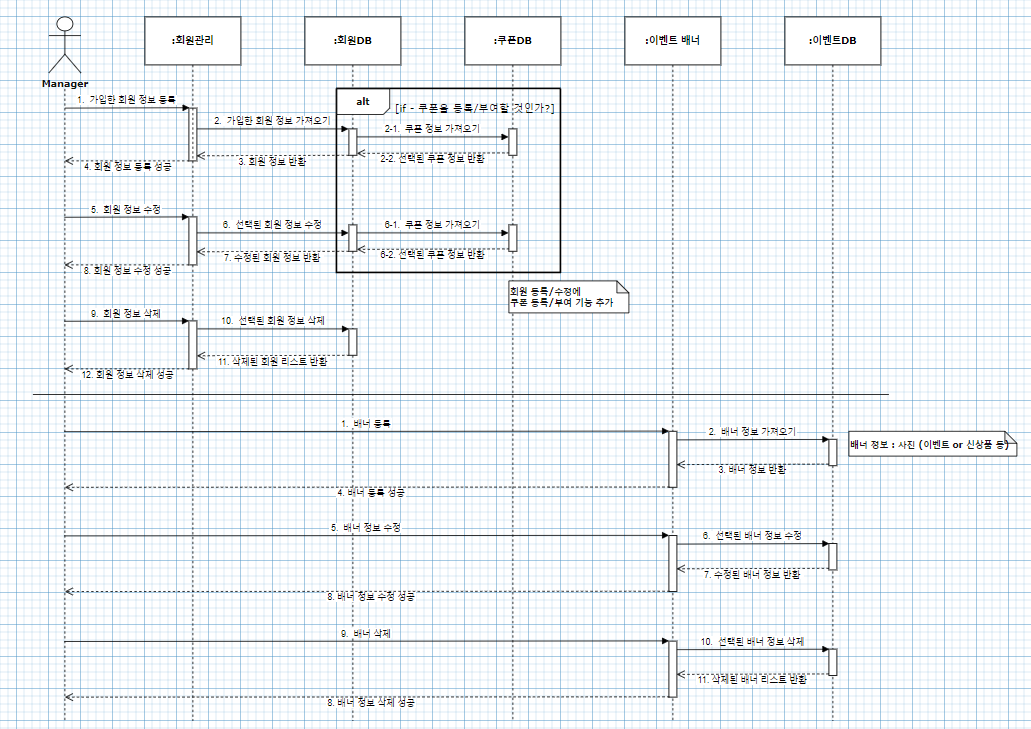 :회원관리
:회원DB
:쿠폰DB
:이벤트 배너
:이벤트DB
Manager
alt
[if - 쿠폰을 등록/부여할 것인가?]
1. 가입한 회원 정보 등록
2. 가입한 회원 정보 가져오기
2-1. 쿠폰 정보 가져오기
2-2. 선택된 쿠폰 정보 반환
3. 회원 정보 반환
4. 회원 정보 등록 성공
5. 회원 정보 수정
6. 선택된 회원 정보 수정
6-1. 쿠폰 정보 가져오기
6-2. 선택된 쿠폰 정보 반환
7. 수정된 회원 정보 반환
8. 회원 정보 수정 성공
회원 등록/수정에
쿠폰 등록/부여 기능 추가
9. 회원 정보 삭제
10. 선택된 회원 정보 삭제
11. 삭제된 회원 리스트 반환
12. 회원 정보 삭제 성공
1. 배너 등록
2. 배너 정보 가져오기
배너 정보 : 사진 (이벤트 or 신상품 등)
3. 배너 정보 반환
4. 배너 등록 성공
5. 배너 정보 수정
6. 선택된 배너 정보 수정
7. 수정된 배너 정보 반환
8. 배너 정보 수정 성공
9. 배너 삭제
10. 선택된 배너 정보 삭제
11. 삭제된 배너 리스트 반환
8. 배너 정보 삭제 성공